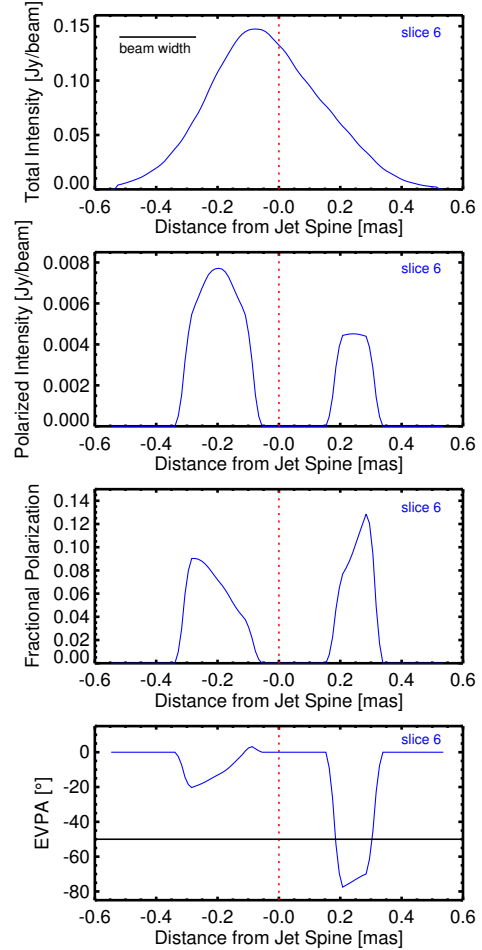 slice 6
beam width
Total Intensity [Jy/beam]
0.15
0.10
0.05
0.00
-0.6 -0.4 -0.2 -0.0 0.2 0.4 0.6
Distance from Jet Spine [mas]
slice 6
Polarized Intensity [Jy/beam]
0.008
0.006
0.004
0.002
0.000
-0.6 -0.4 -0.2 -0.0 0.2 0.4 0.6
Distance from Jet Spine [mas]
slice 6
Fractional Polarization
0.14
0.12
0.10
0.08
0.06
0.04
0.02
0.00
-0.6 -0.4 -0.2 -0.0 0.2 0.4 0.6
Distance from Jet Spine [mas]
slice 6
EVPA [°]
0
-20
-40
-60
-80
-0.6 -0.4 -0.2 -0.0 0.2 0.4 0.6
Distance from Jet Spine [mas]